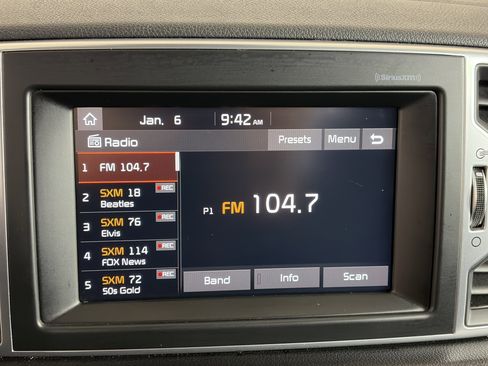 ((SiriusXM))
Jan. 6 9:42 AM
Radio Presets Menu
1 FM 104.7
2 SXM 18 REC
Beatles
3 SXM 76 REC
Elvis
4 SXM 114 REC
FOX News
5 SXM 72 REC
50s Gold
P1 FM 104.7
Band Info Scan